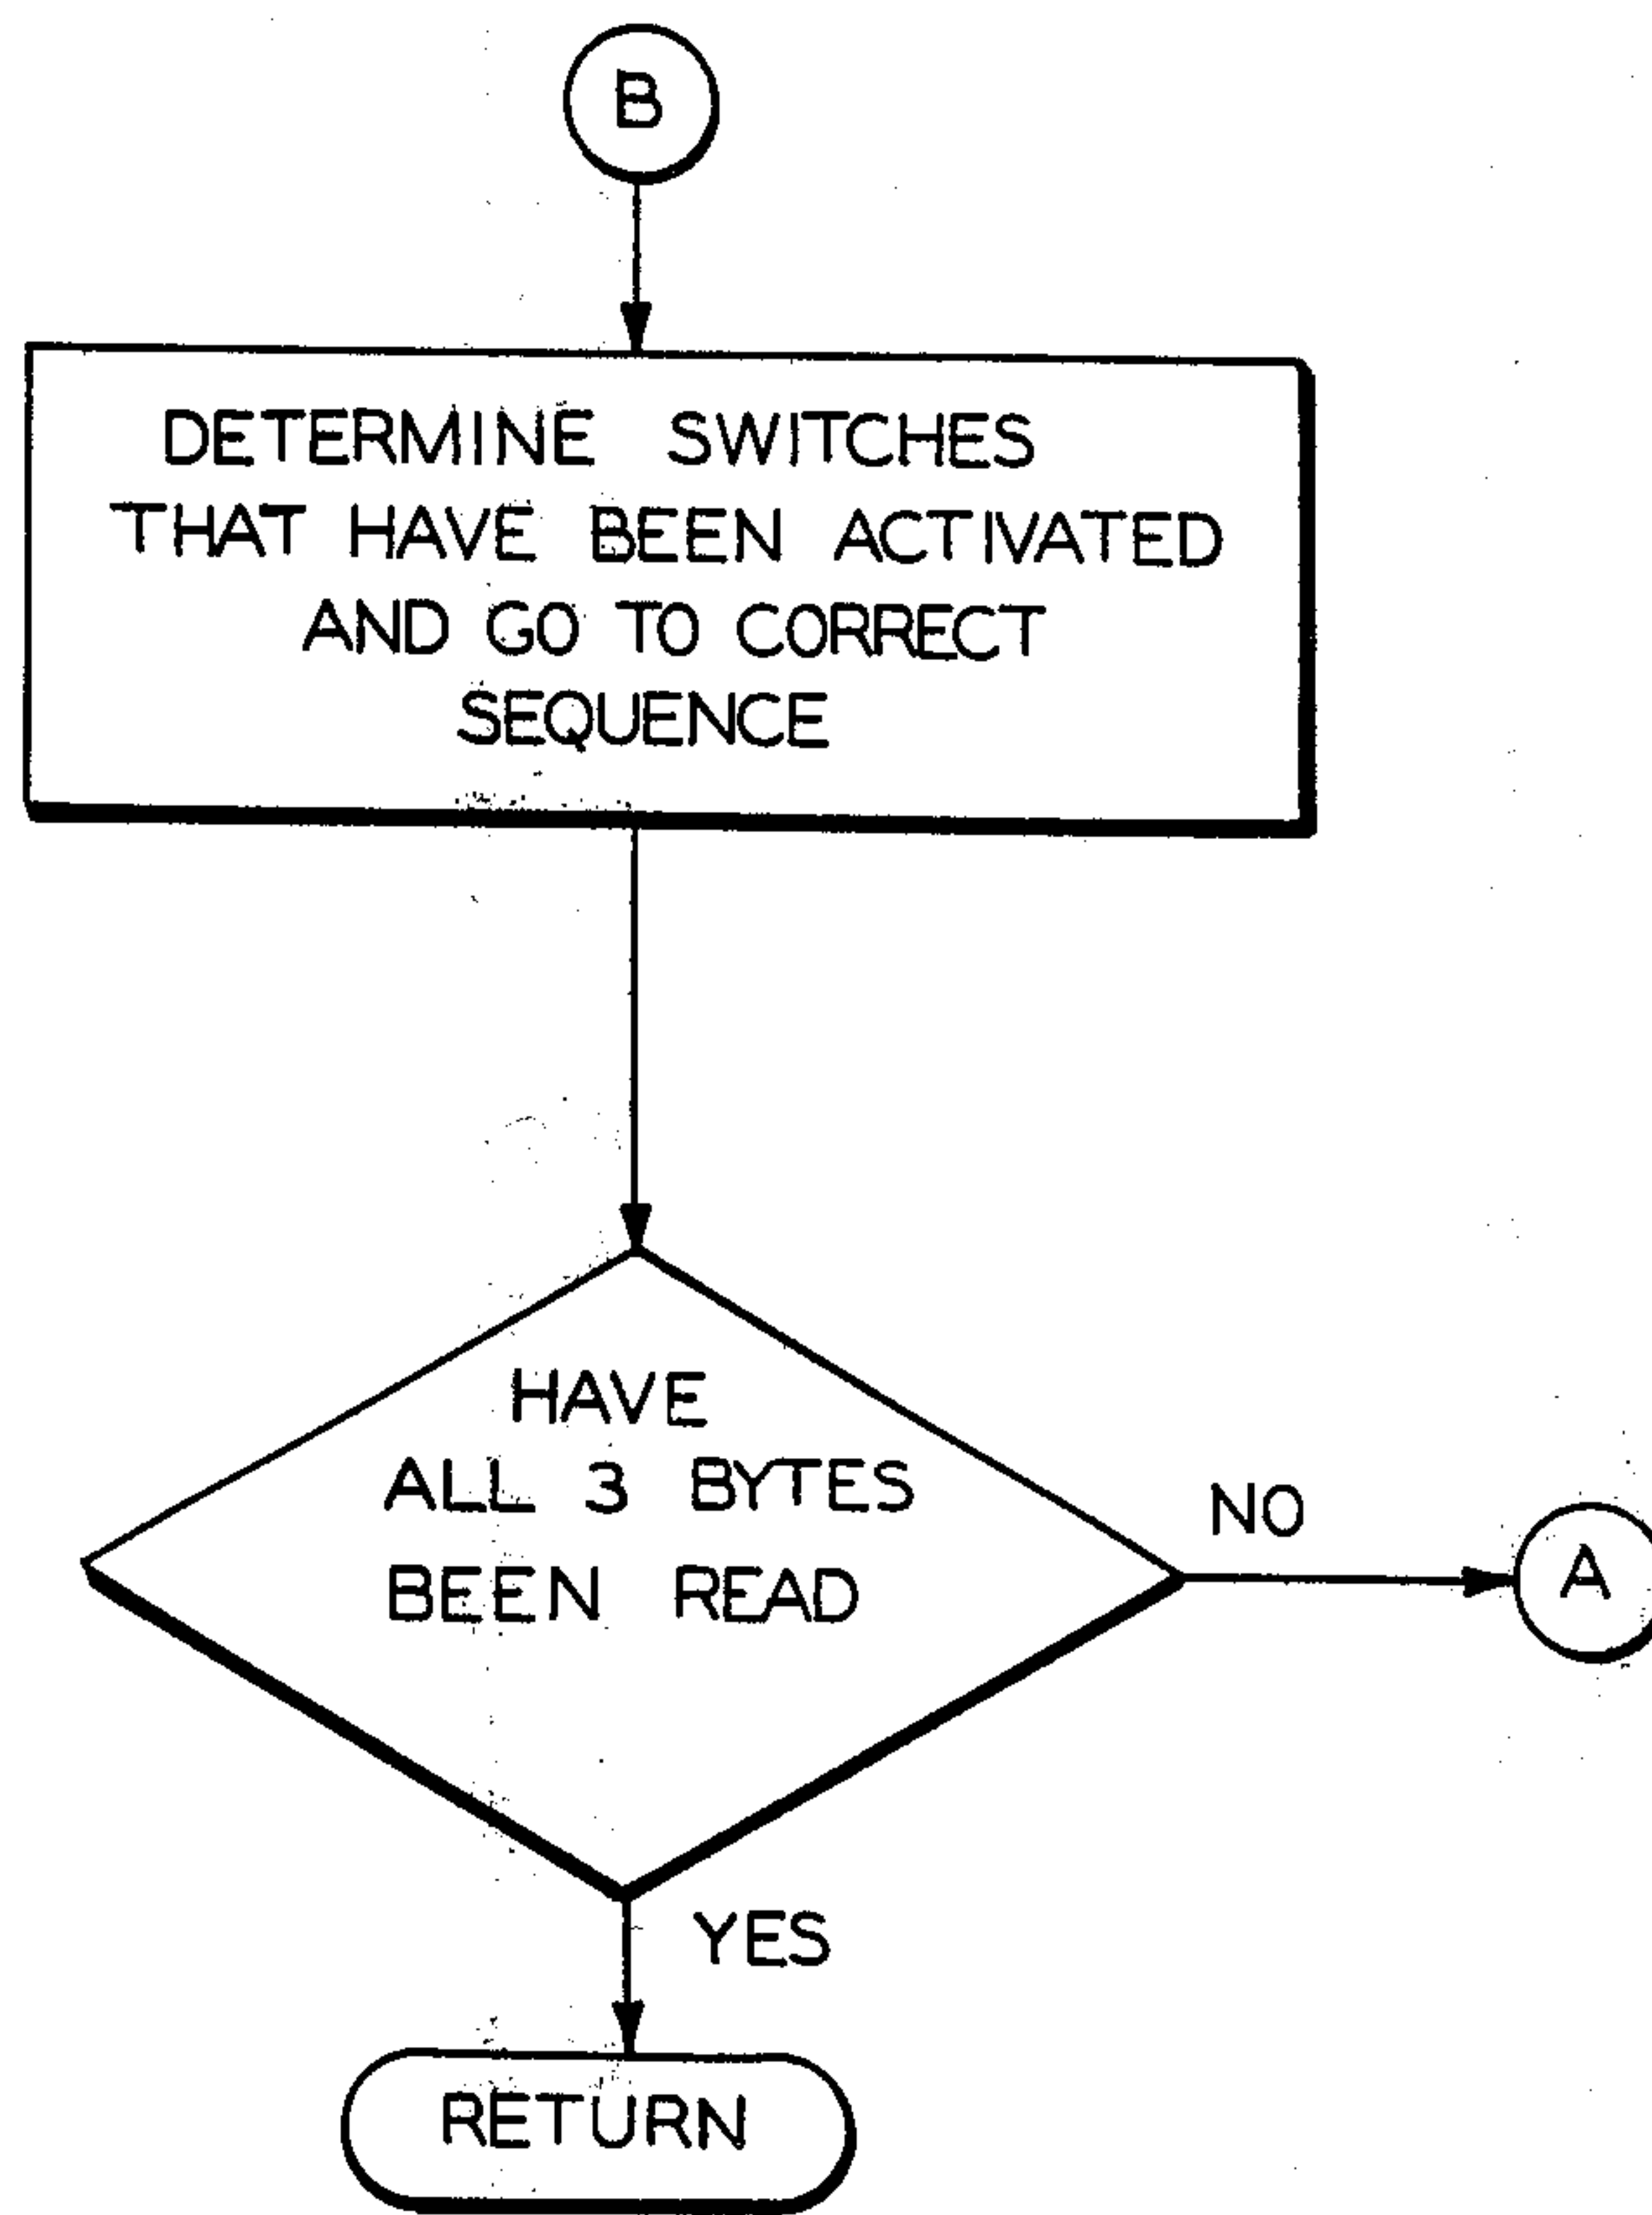 B
DETERMINE SWITCHES
THAT HAVE BEEN ACTIVATED
AND GO TO CORRECT
SEQUENCE
HAVE
ALL 3 BYTES
BEEN READ
NO
A
YES
RETURN